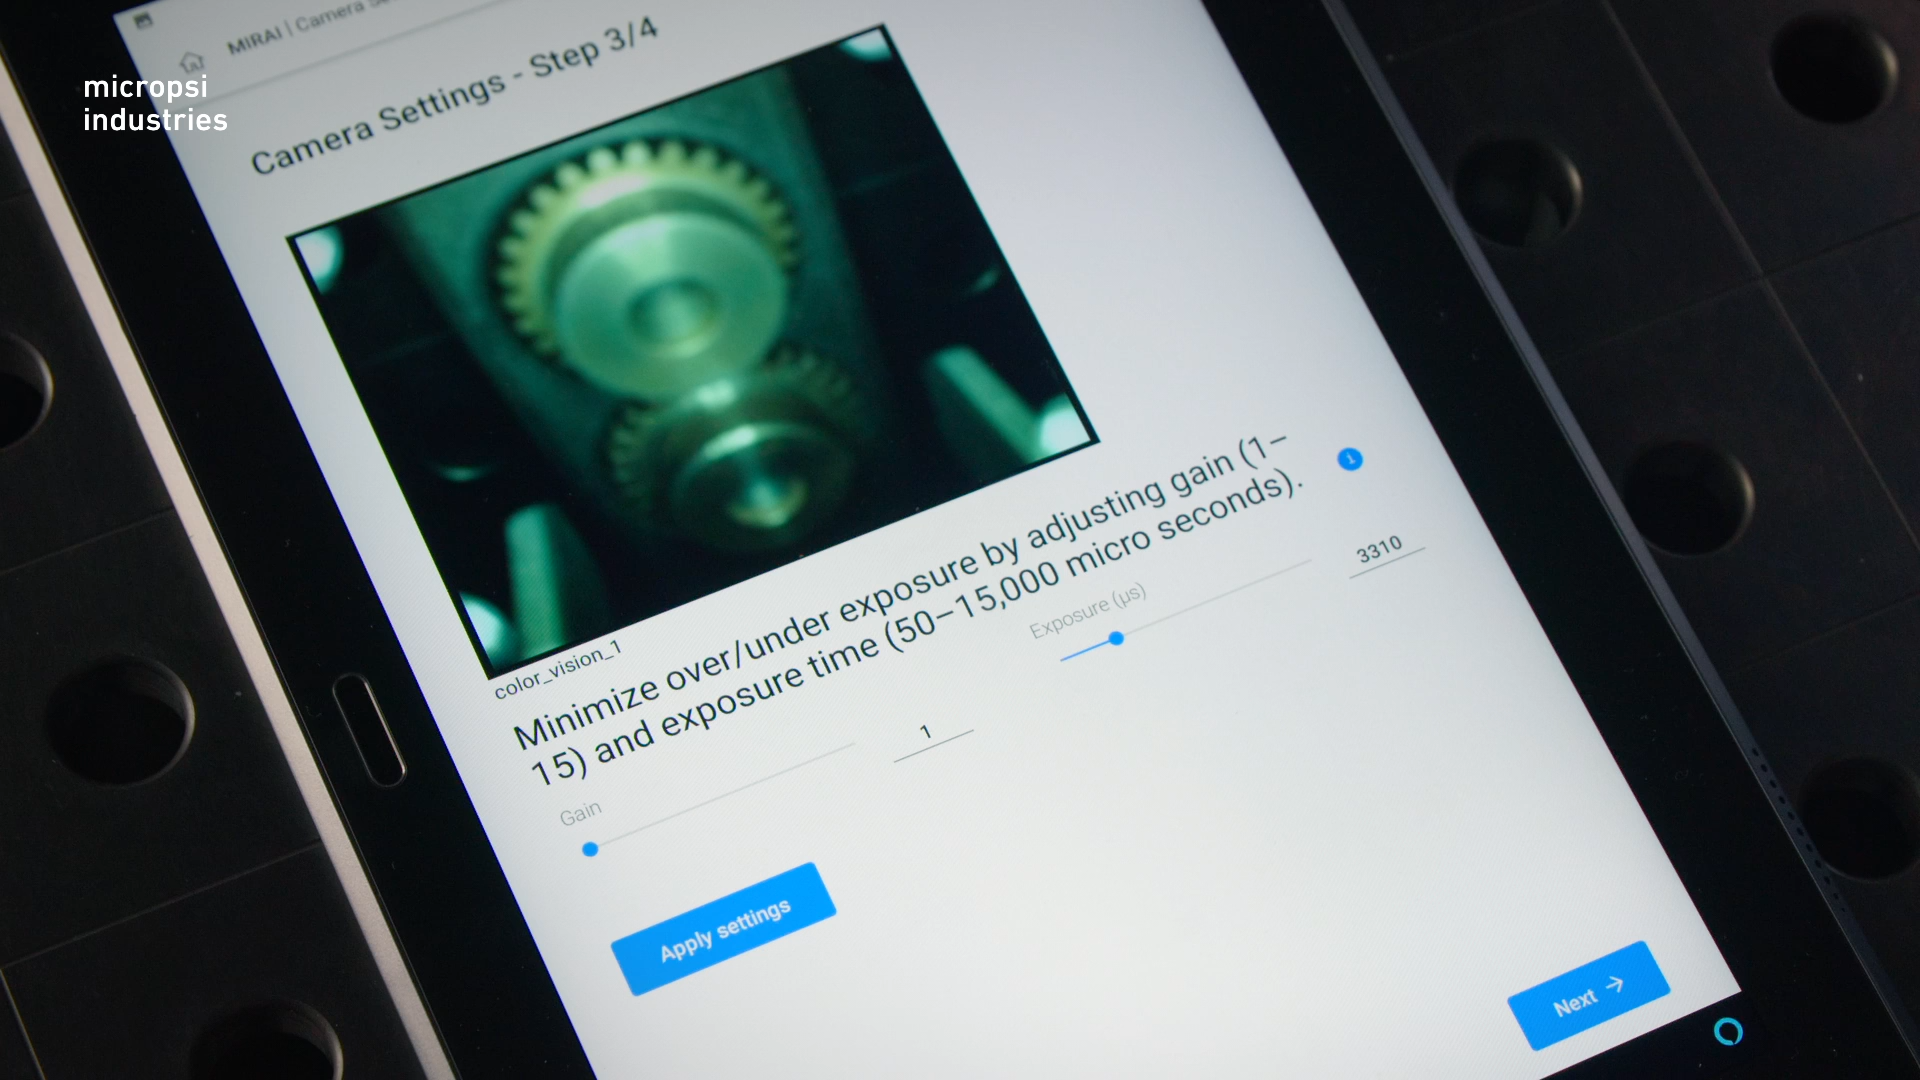 micropsi
industries
MIRAI | Camera
Camera Settings - Step 3/4
color_vision_1
Minimize over/under exposure by adjusting gain (1–
15) and exposure time (50–15,000 micro seconds).
i
Gain
1
Exposure (µs)
3310
Apply settings
Next →